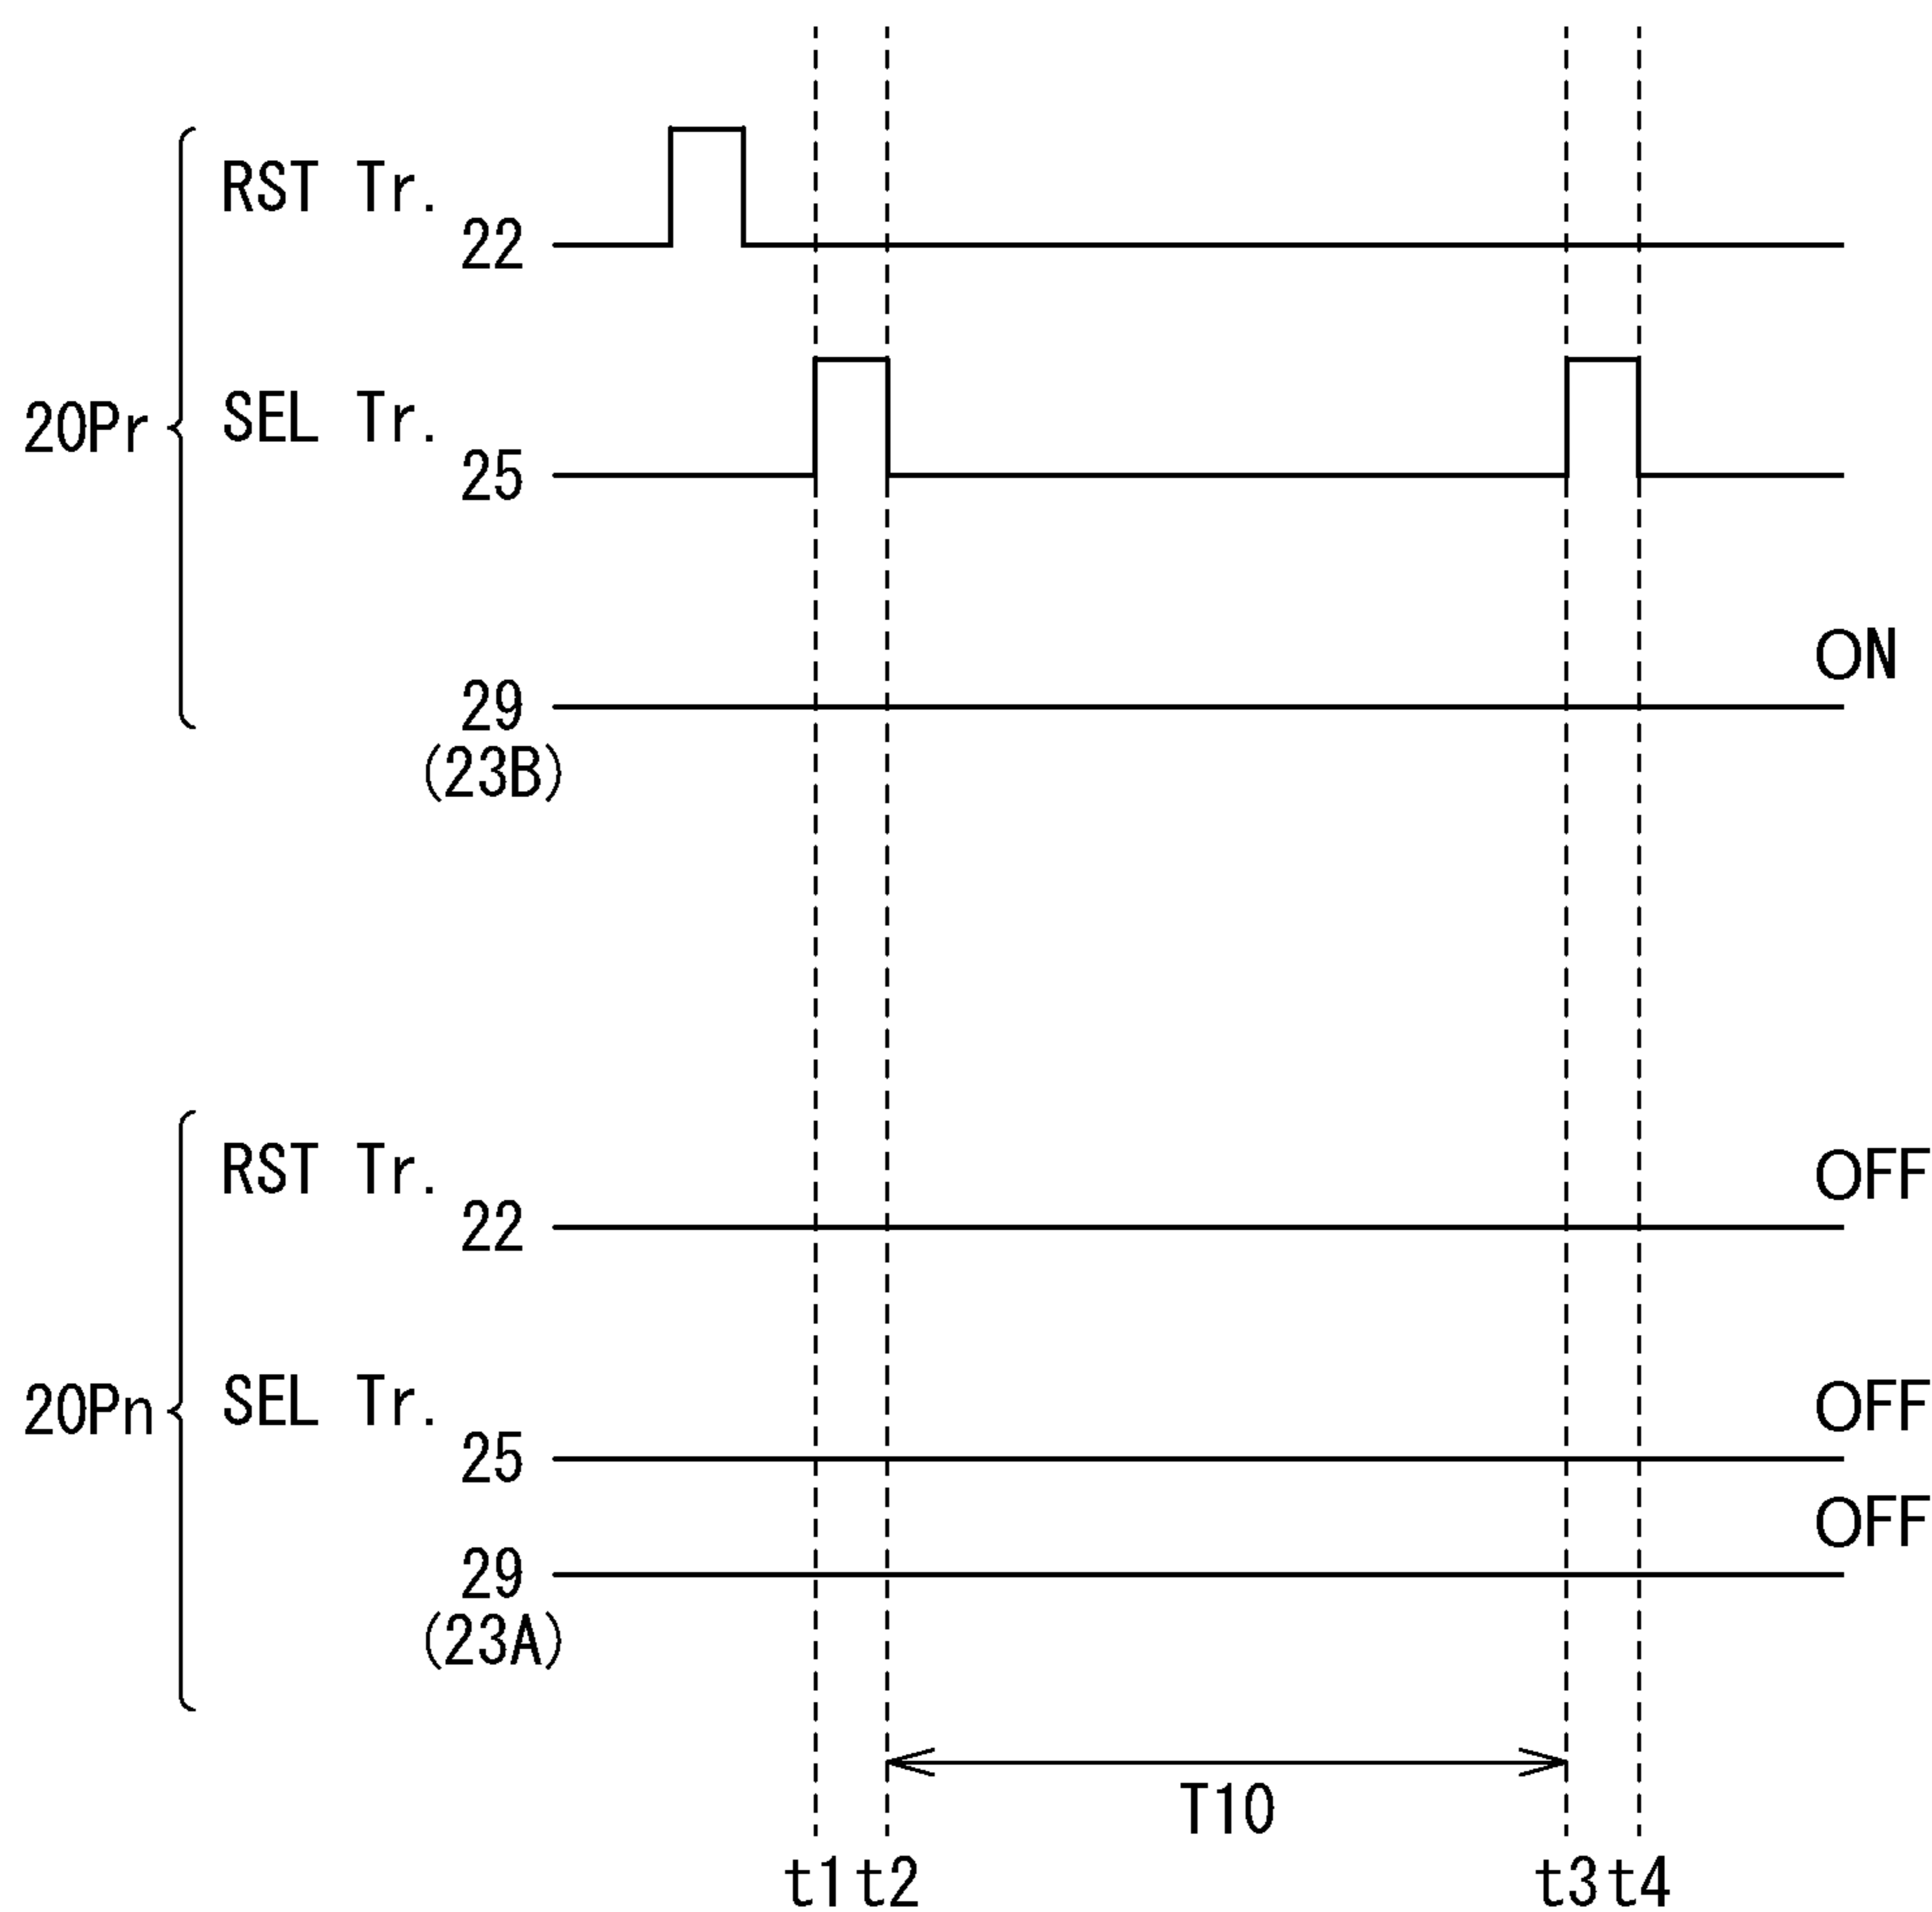 20Pr
RST Tr.
22
SEL Tr.
25
29
(23B)
ON
20Pn
RST Tr.
22
OFF
SEL Tr.
25
OFF
29
(23A)
OFF
T10
t1 t2 t3 t4